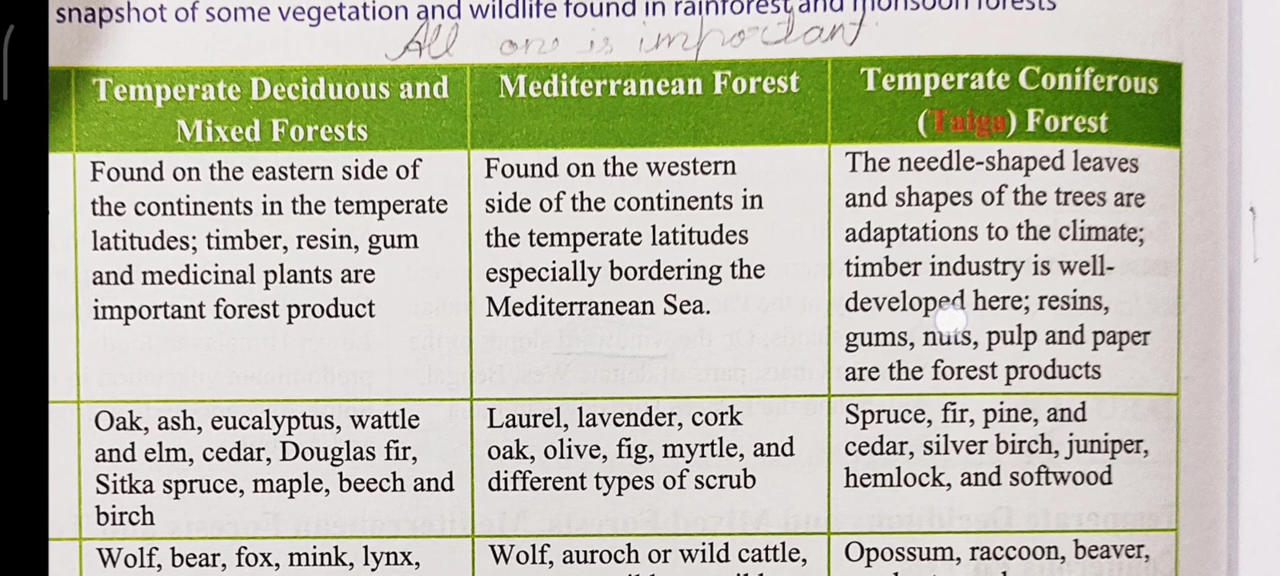 snapshot of some vegetation and wildlife found in rainforest and monsoon forests
All one is important
Temperate Deciduous and
Mixed Forests
Found on the eastern side of
the continents in the temperate
latitudes; timber, resin, gum
and medicinal plants are
important forest product
Oak, ash, eucalyptus, wattle
and elm, cedar, Douglas fir,
Sitka spruce, maple, beech and
birch
Wolf, bear, fox, mink, lynx,
Mediterranean Forest
Found on the western
side of the continents in
the temperate latitudes
especially bordering the
Mediterranean Sea.
Laurel, lavender, cork
oak, olive, fig, myrtle, and
different types of scrub
Wolf, auroch or wild cattle,
Temperate Coniferous
(Taiga) Forest
The needle-shaped leaves
and shapes of the trees are
adaptations to the climate;
timber industry is well-
developed here; resins,
gums, nuts, pulp and paper
are the forest products
Spruce, fir, pine, and
cedar, silver birch, juniper,
hemlock, and softwood
Opossum, raccoon, beaver,